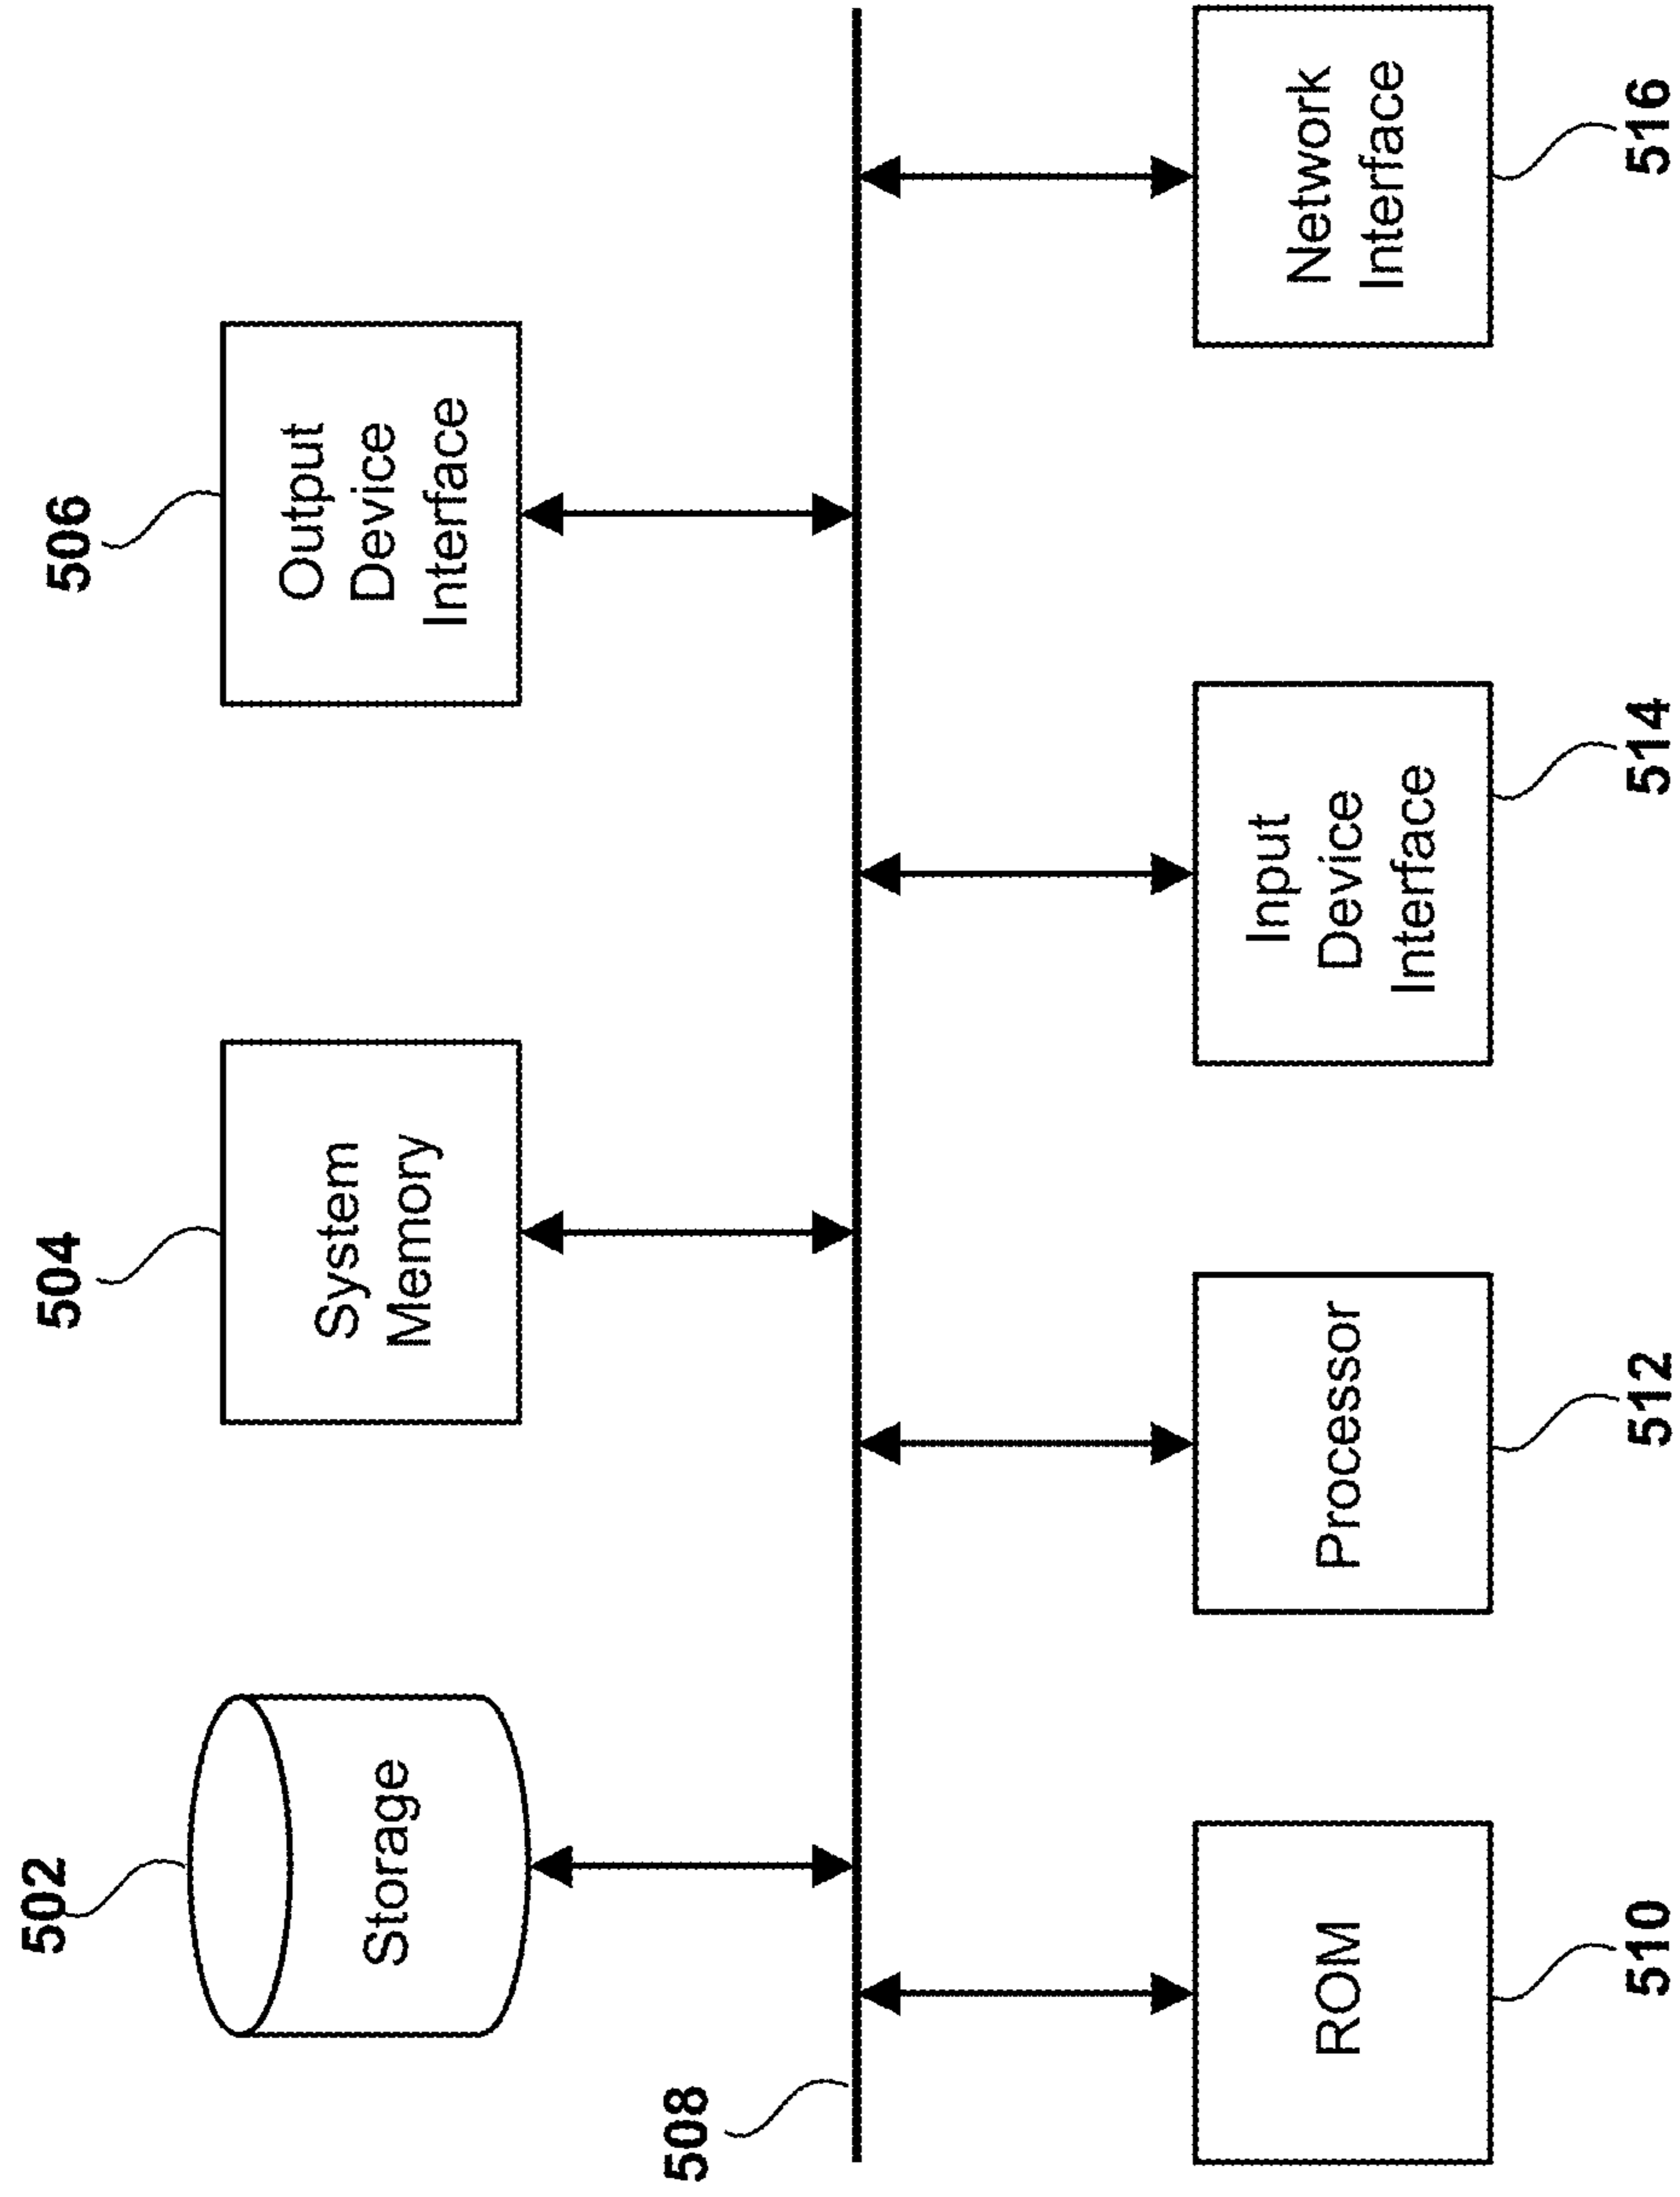 502
504
506
Storage
System
Memory
Output
Device
Interface
508
ROM
Processor
Input
Device
Interface
Network
Interface
510
512
514
516